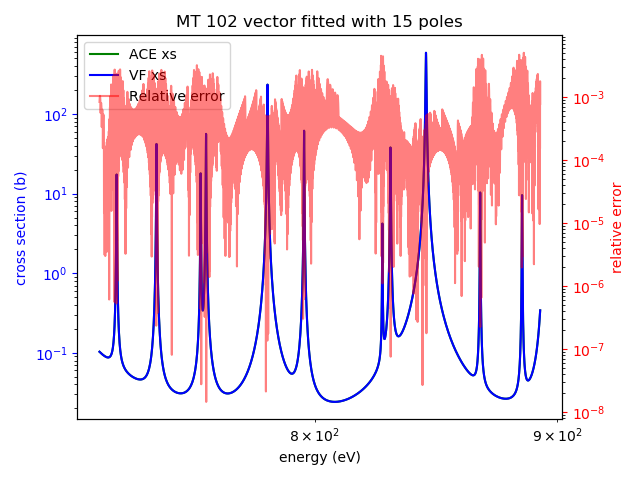 MT 102 vector fitted with 15 poles
ACE xs
VF xs
Relative error
cross section (b)
10²
10¹
10⁰
10⁻¹
10⁻³
10⁻⁴
10⁻⁵
10⁻⁶
10⁻⁷
10⁻⁸
relative error
8 × 10²
9 × 10²
energy (eV)